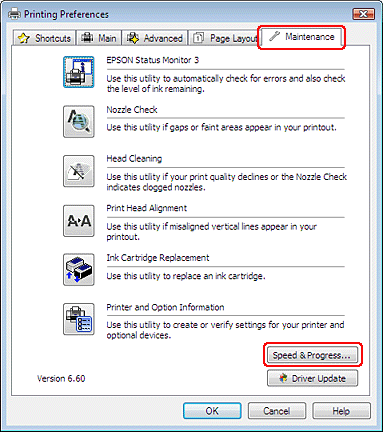 Printing Preferences
Shortcuts Main Advanced Page Layout Maintenance
EPSON Status Monitor 3
Use this utility to automatically check for errors and also check
the level of ink remaining.
Nozzle Check
Use this utility if gaps or faint areas appear in your printout.
Head Cleaning
Use this utility if your print quality declines or the Nozzle Check
indicates clogged nozzles.
Print Head Alignment
A A
Use this utility if misaligned vertical lines appear in your
printout.
Ink Cartridge Replacement
Use this utility to replace an ink cartridge.
Printer and Option Information
Use this utility to create or verify settings for your printer and
optional devices.
Speed & Progress...
Version 6.60
Driver Update
OK Cancel Help